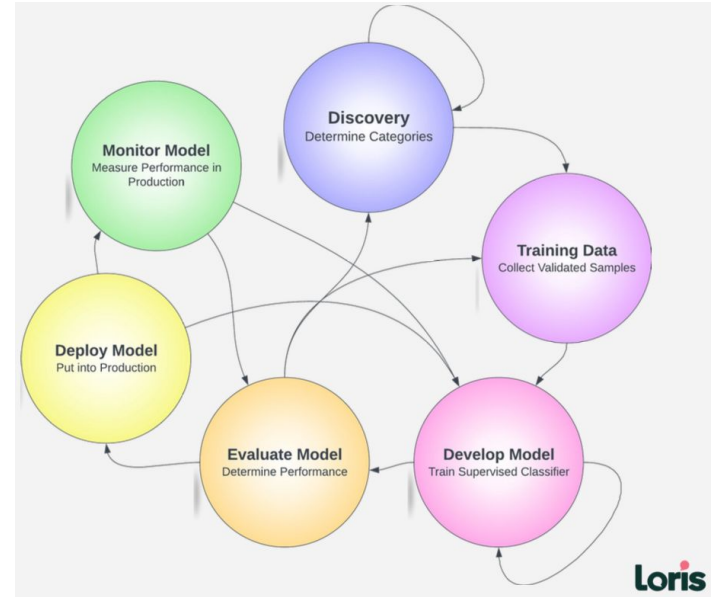 Discovery
Determine Categories
Monitor Model
Measure Performance in
Production
Training Data
Collect Validated Samples
Deploy Model
Put into Production
Evaluate Model
Determine Performance
Develop Model
Train Supervised Classifier
Loris